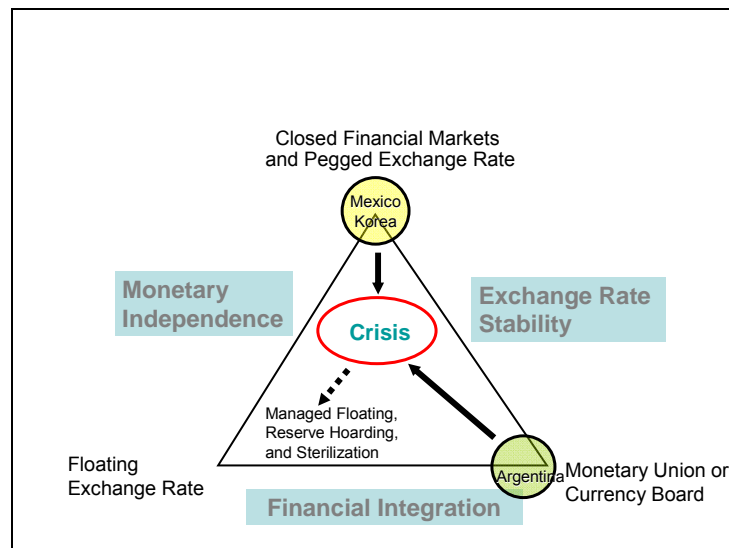 Closed Financial Markets
and Pegged Exchange Rate
Mexico
Korea
Monetary
Independence
Exchange Rate
Stability
Crisis
Managed Floating,
Reserve Hoarding,
and Sterilization
Floating
Exchange Rate
Argentina
Monetary Union or
Currency Board
Financial Integration